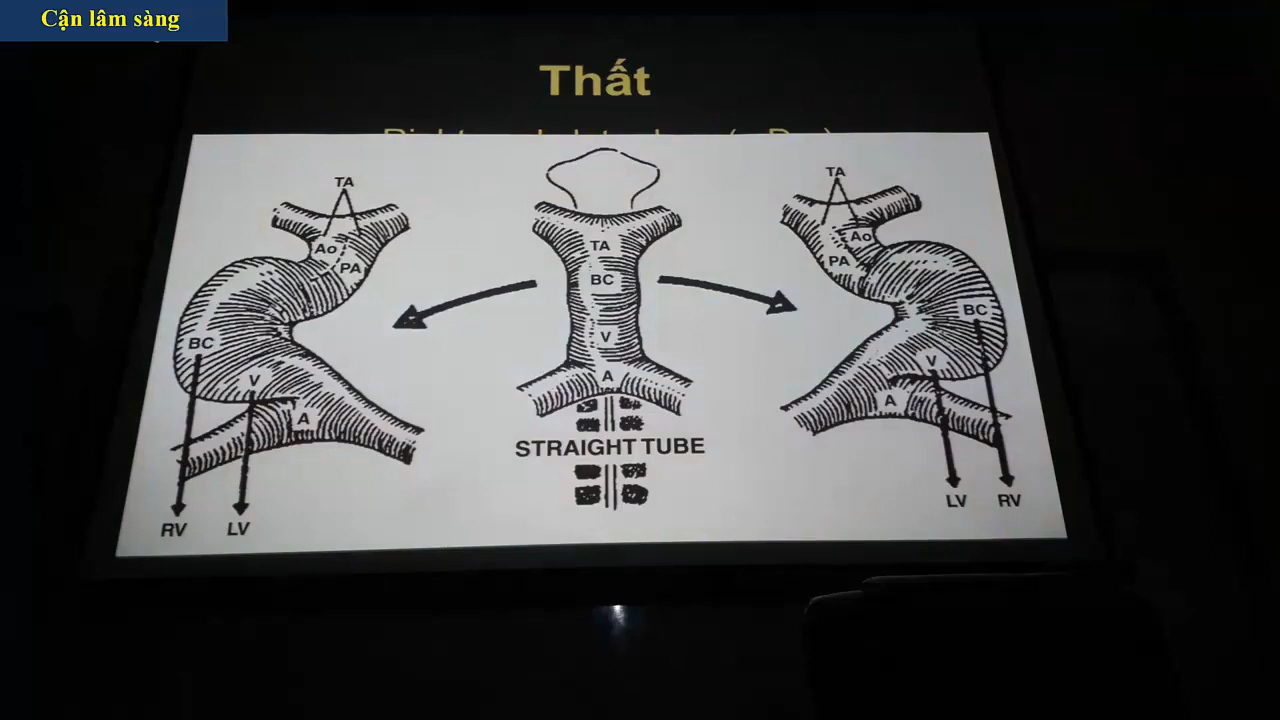 Cận lâm sàng
Thất
TA
Ao
PA
BC
V
A
RV
LV
TA
BC
V
A
STRAIGHT TUBE
TA
Ao
PA
BC
V
A
LV
RV